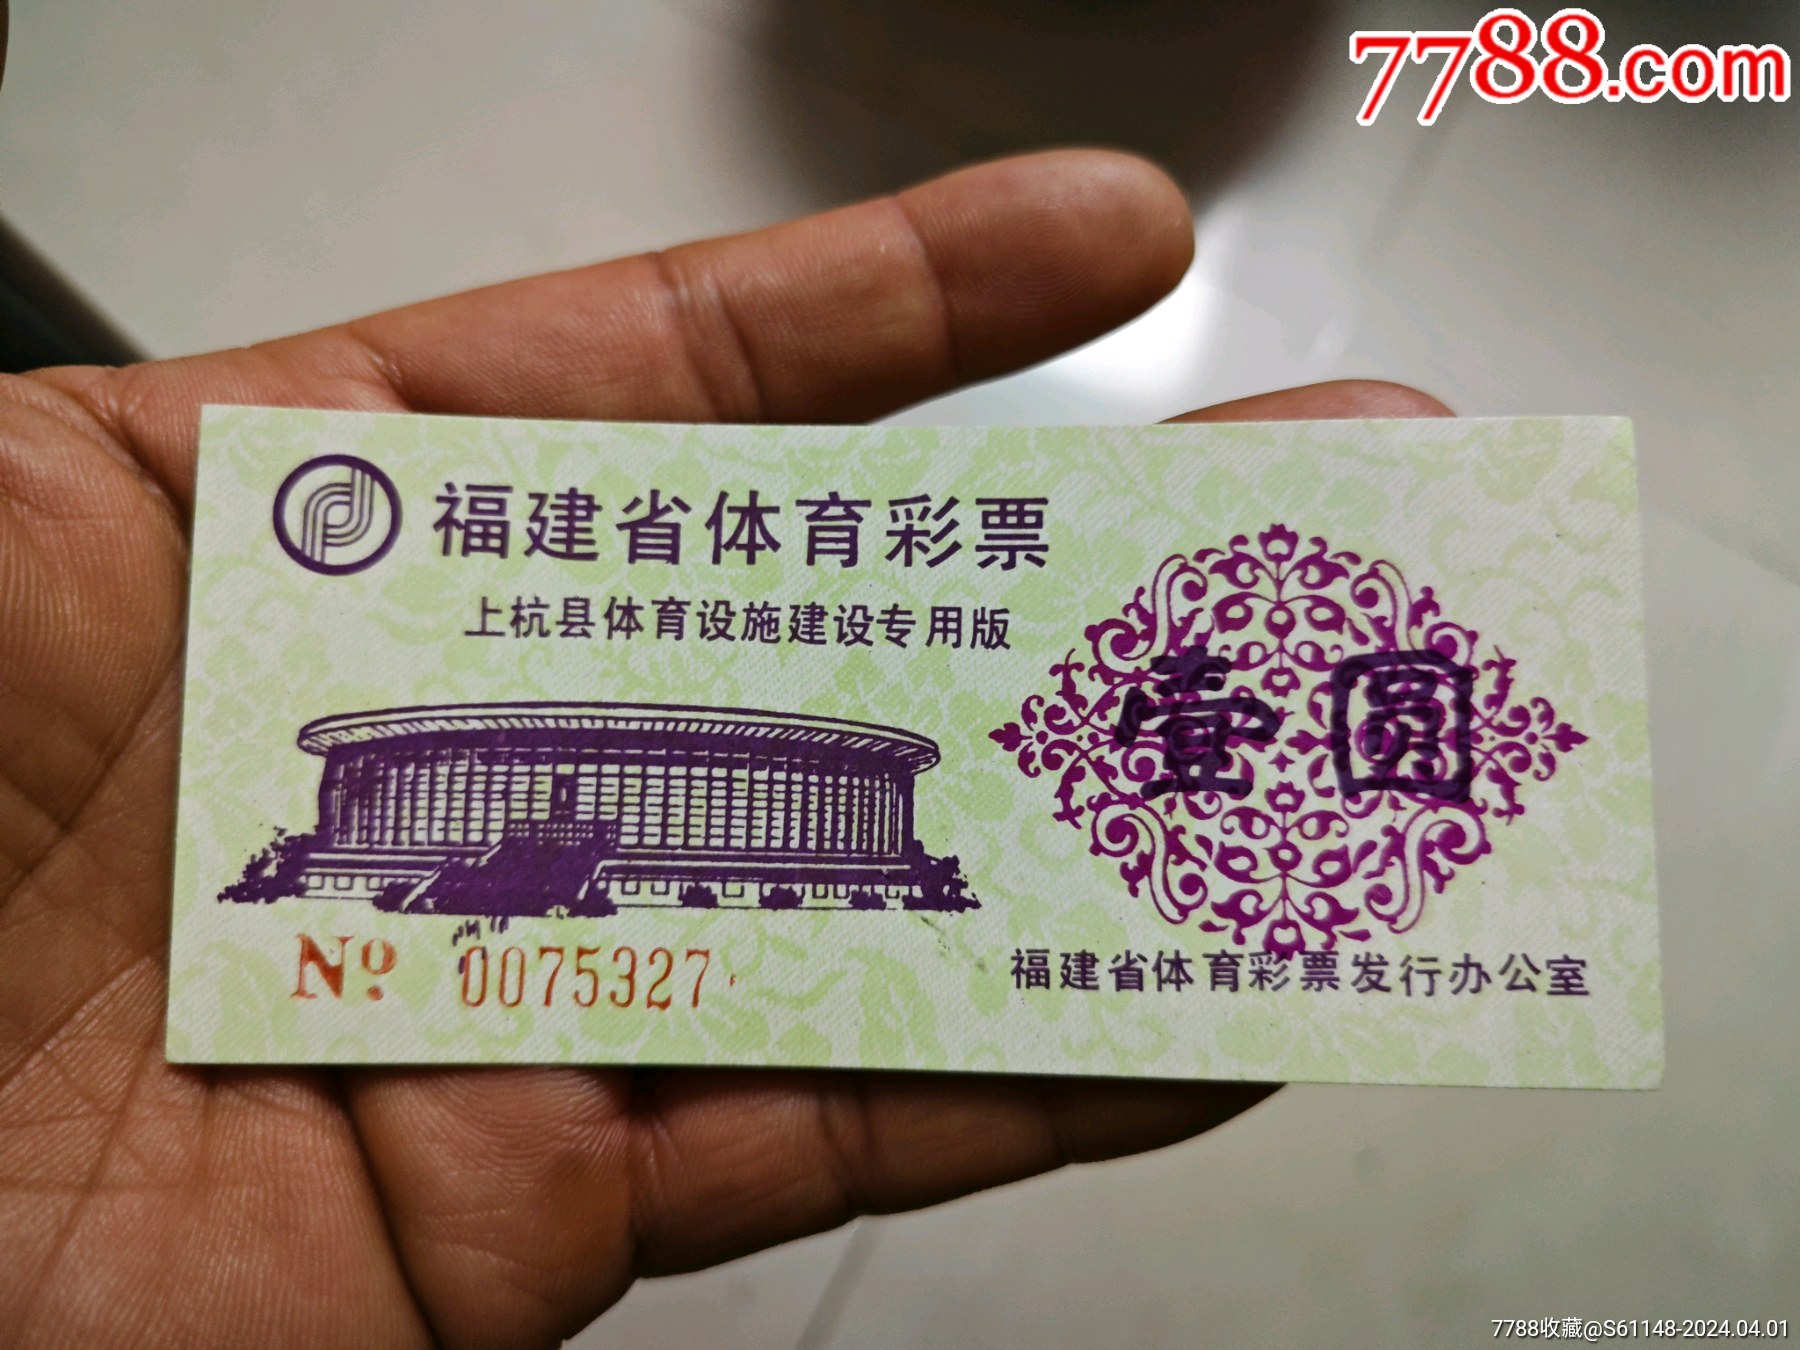 7788.com
福建省体育彩票
上杭县体育设施建设专用版
壹圆
No 0075327
福建省体育彩票发行办公室
7788收藏@S61148-2024.04.01